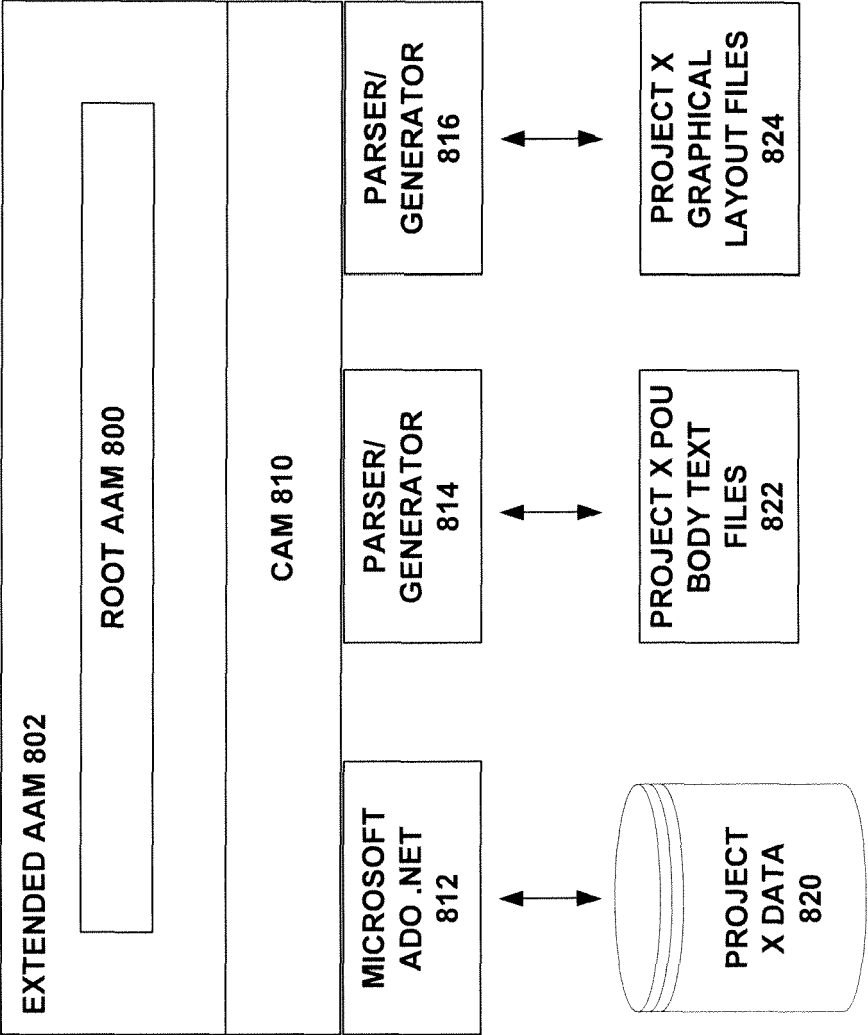 EXTENDED AAM 802
ROOT AAM 800
CAM 810
MICROSOFT
ADO .NET
812
PARSER/
GENERATOR
814
PARSER/
GENERATOR
816
PROJECT
X DATA
820
PROJECT X POU
BODY TEXT
FILES
822
PROJECT X
GRAPHICAL
LAYOUT FILES
824